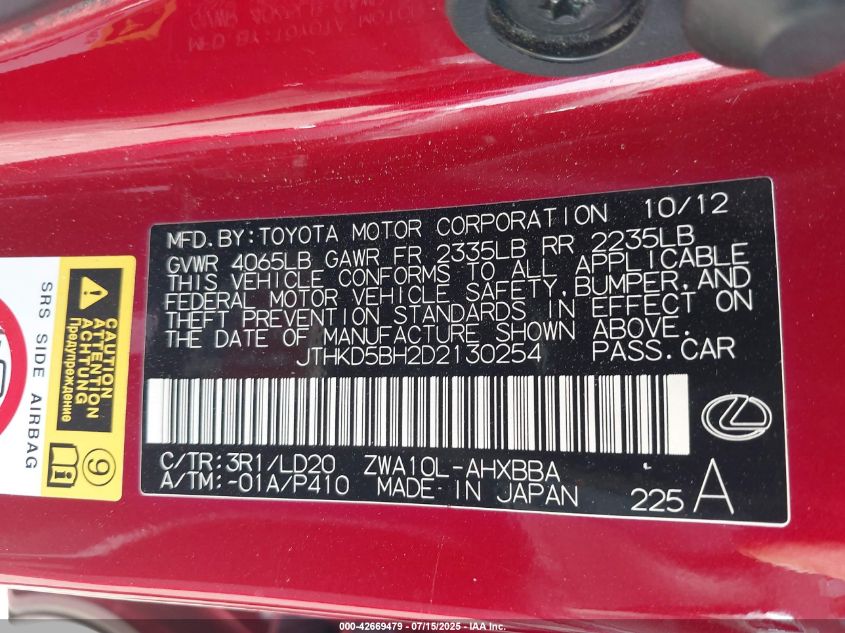 MFD. BY: TOYOTA MOTOR CORPORATION 10/12
GVWR 4065LB GAWR FR 2335LB RR 2235LB
THIS VEHICLE CONFORMS TO ALL APPLICABLE
FEDERAL MOTOR VEHICLE SAFETY, BUMPER, AND
THEFT PREVENTION STANDARDS IN EFFECT ON
THE DATE OF MANUFACTURE SHOWN ABOVE.
JTHKD5BH2D2130254 PASS. CAR
C/TR: 3R1/LD20 ZWA10L-AHXBBA
A/TM: -01A/P410 MADE IN JAPAN 225 A
SRS SIDE AIRBAG
CAUTION
ATTENTION
ACHTUNG
Предупреждение
9
000-42669479 - 07/15/2025 - IAA Inc.